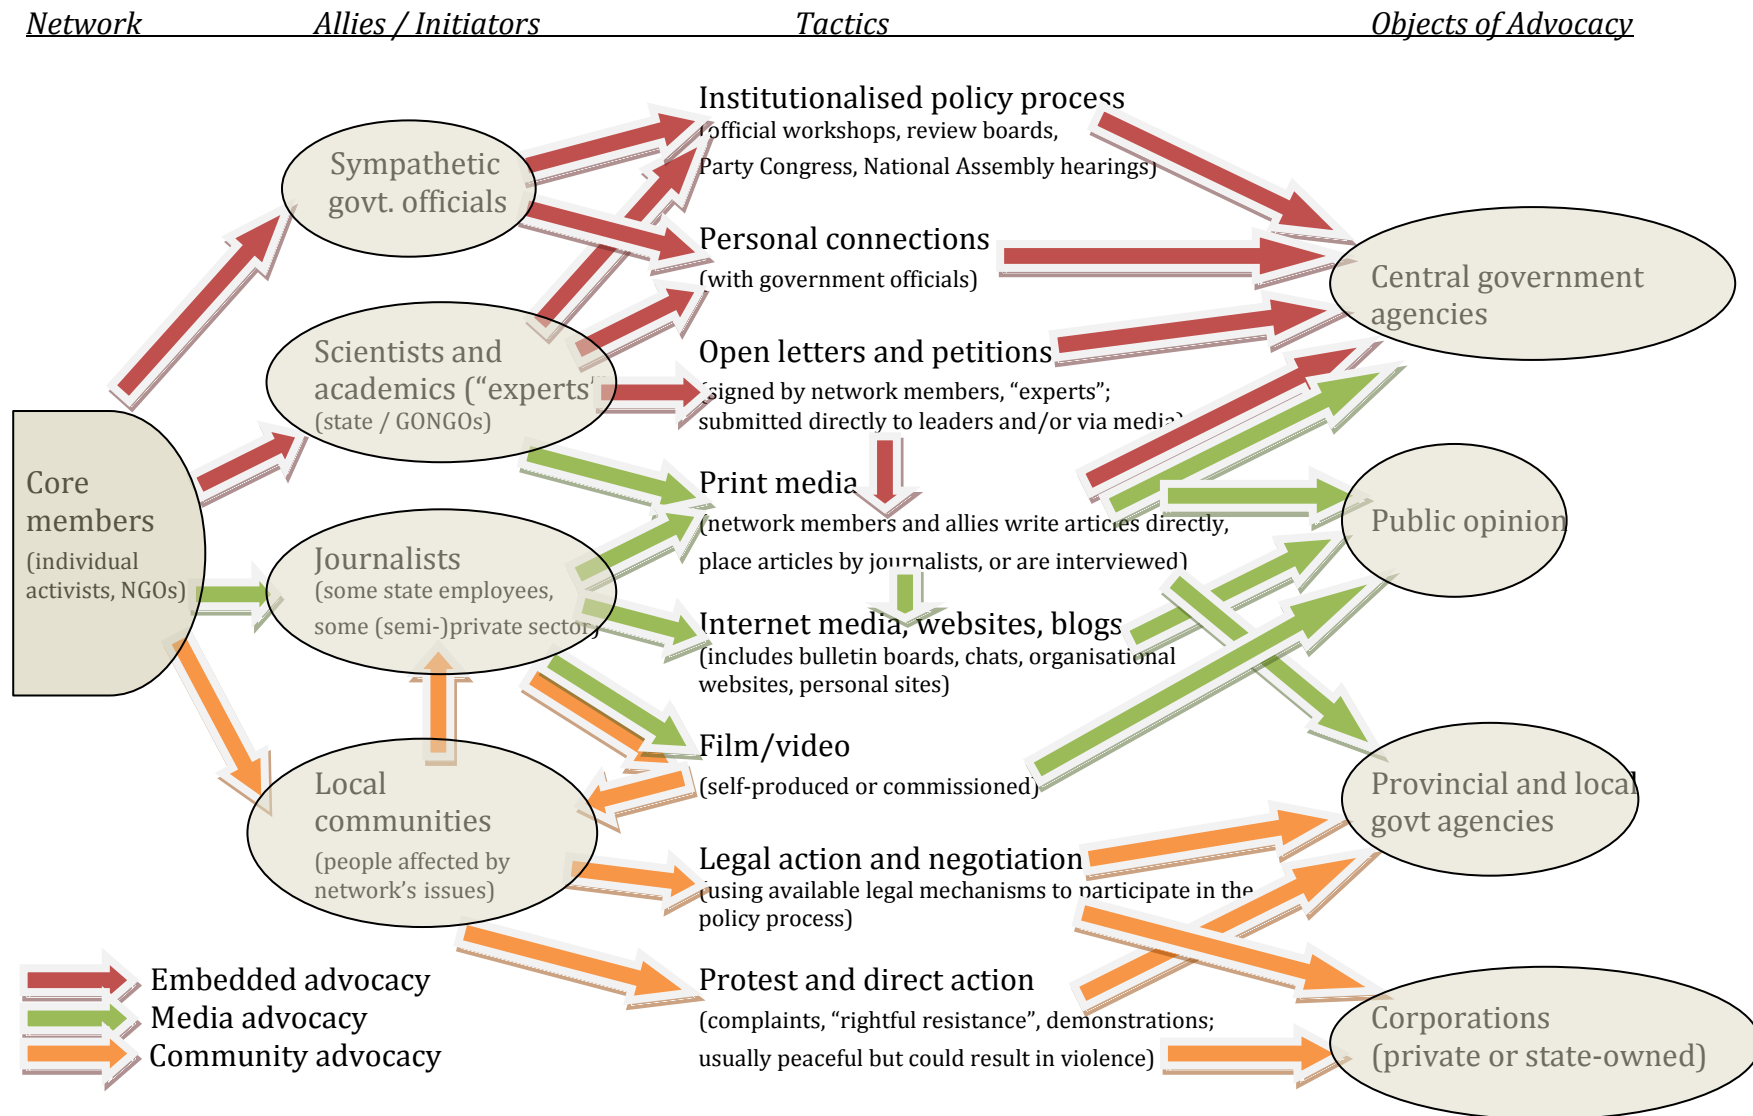 Network Allies / Initiators Tactics Objects of Advocacy
Core
members
(individual
activists, NGOs)
Sympathetic
govt. officials
Scientists and
academics (“experts”
(state / GONGOs)
Journalists
(some state employees,
some (semi-)private sector)
Local
communities
(people affected by
network’s issues)
Institutionalised policy process
(official workshops, review boards,
Party Congress, National Assembly hearings)
Personal connections
(with government officials)
Open letters and petitions
(signed by network members, “experts”;
submitted directly to leaders and/or via media)
Print media
(network members and allies write articles directly,
place articles by journalists, or are interviewed)
Internet media, websites, blogs
(includes bulletin boards, chats, organisational
websites, personal sites)
Film/video
(self-produced or commissioned)
Legal action and negotiation
(using available legal mechanisms to participate in the
policy process)
Protest and direct action
(complaints, “rightful resistance”, demonstrations;
usually peaceful but could result in violence)
Central government
agencies
Public opinion
Provincial and local
govt agencies
Corporations
(private or state-owned)
Embedded advocacy
Media advocacy
Community advocacy